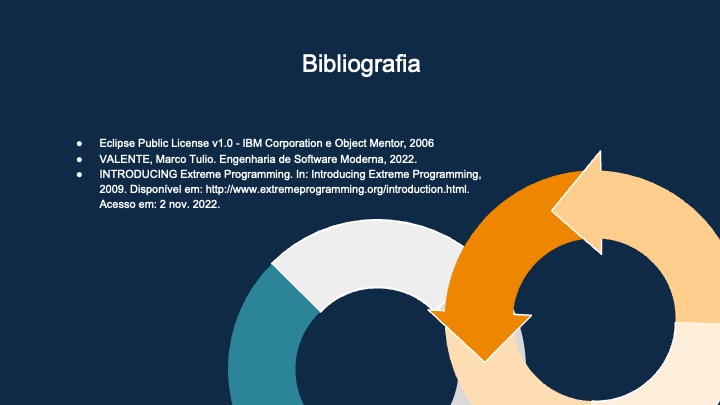 Bibliografia
● Eclipse Public License v1.0 - IBM Corporation e Object Mentor, 2006
● VALENTE, Marco Tulio. Engenharia de Software Moderna, 2022.
● INTRODUCING Extreme Programming. In: Introducing Extreme Programming,
2009. Disponível em: http://www.extremeprogramming.org/introduction.html.
Acesso em: 2 nov. 2022.